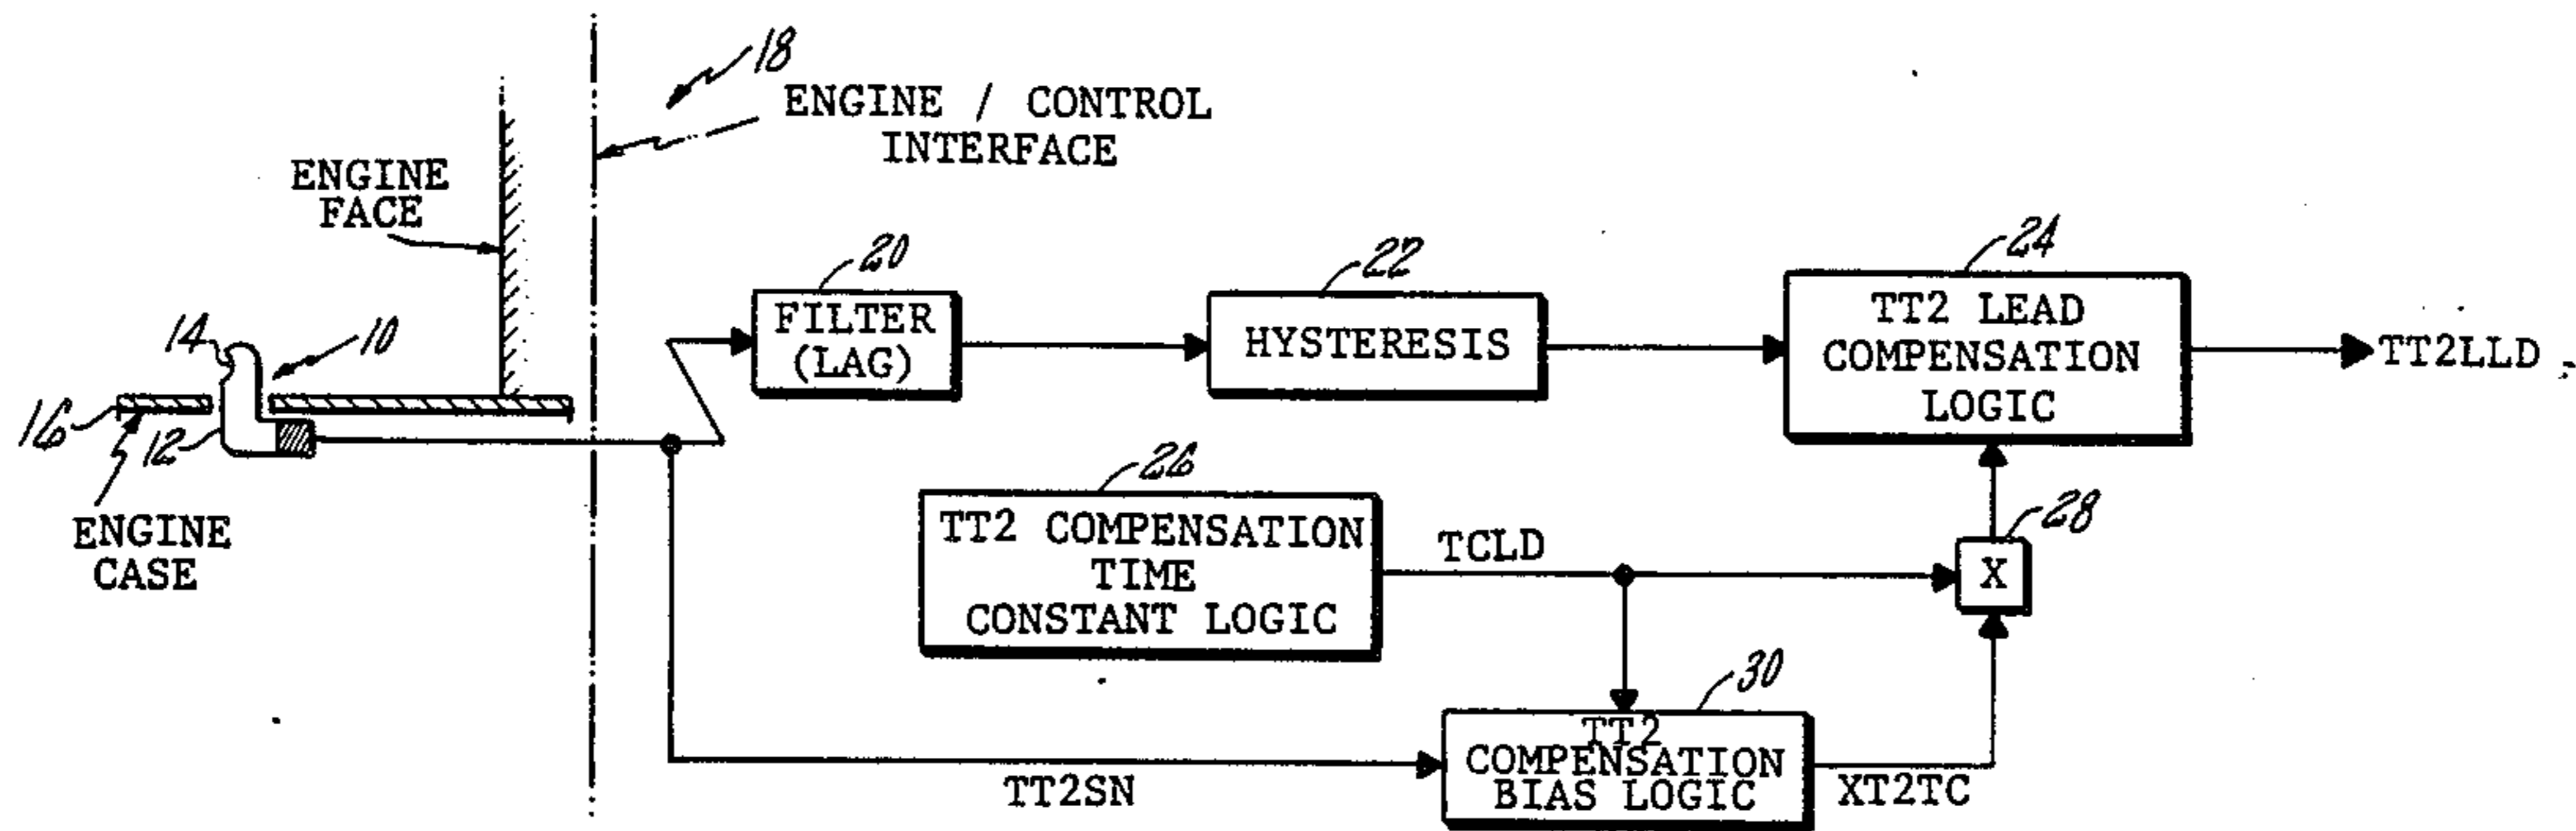 18
ENGINE / CONTROL
INTERFACE
ENGINE
FACE
20
FILTER
(LAG)
22
HYSTERESIS
24
TT2 LEAD
COMPENSATION
LOGIC
TT2LLD
14
10
16
12
ENGINE
CASE
26
TT2 COMPENSATION
TIME
CONSTANT LOGIC
TCLD
28
X
30
TT2
COMPENSATION
BIAS LOGIC
TT2SN
XT2TC